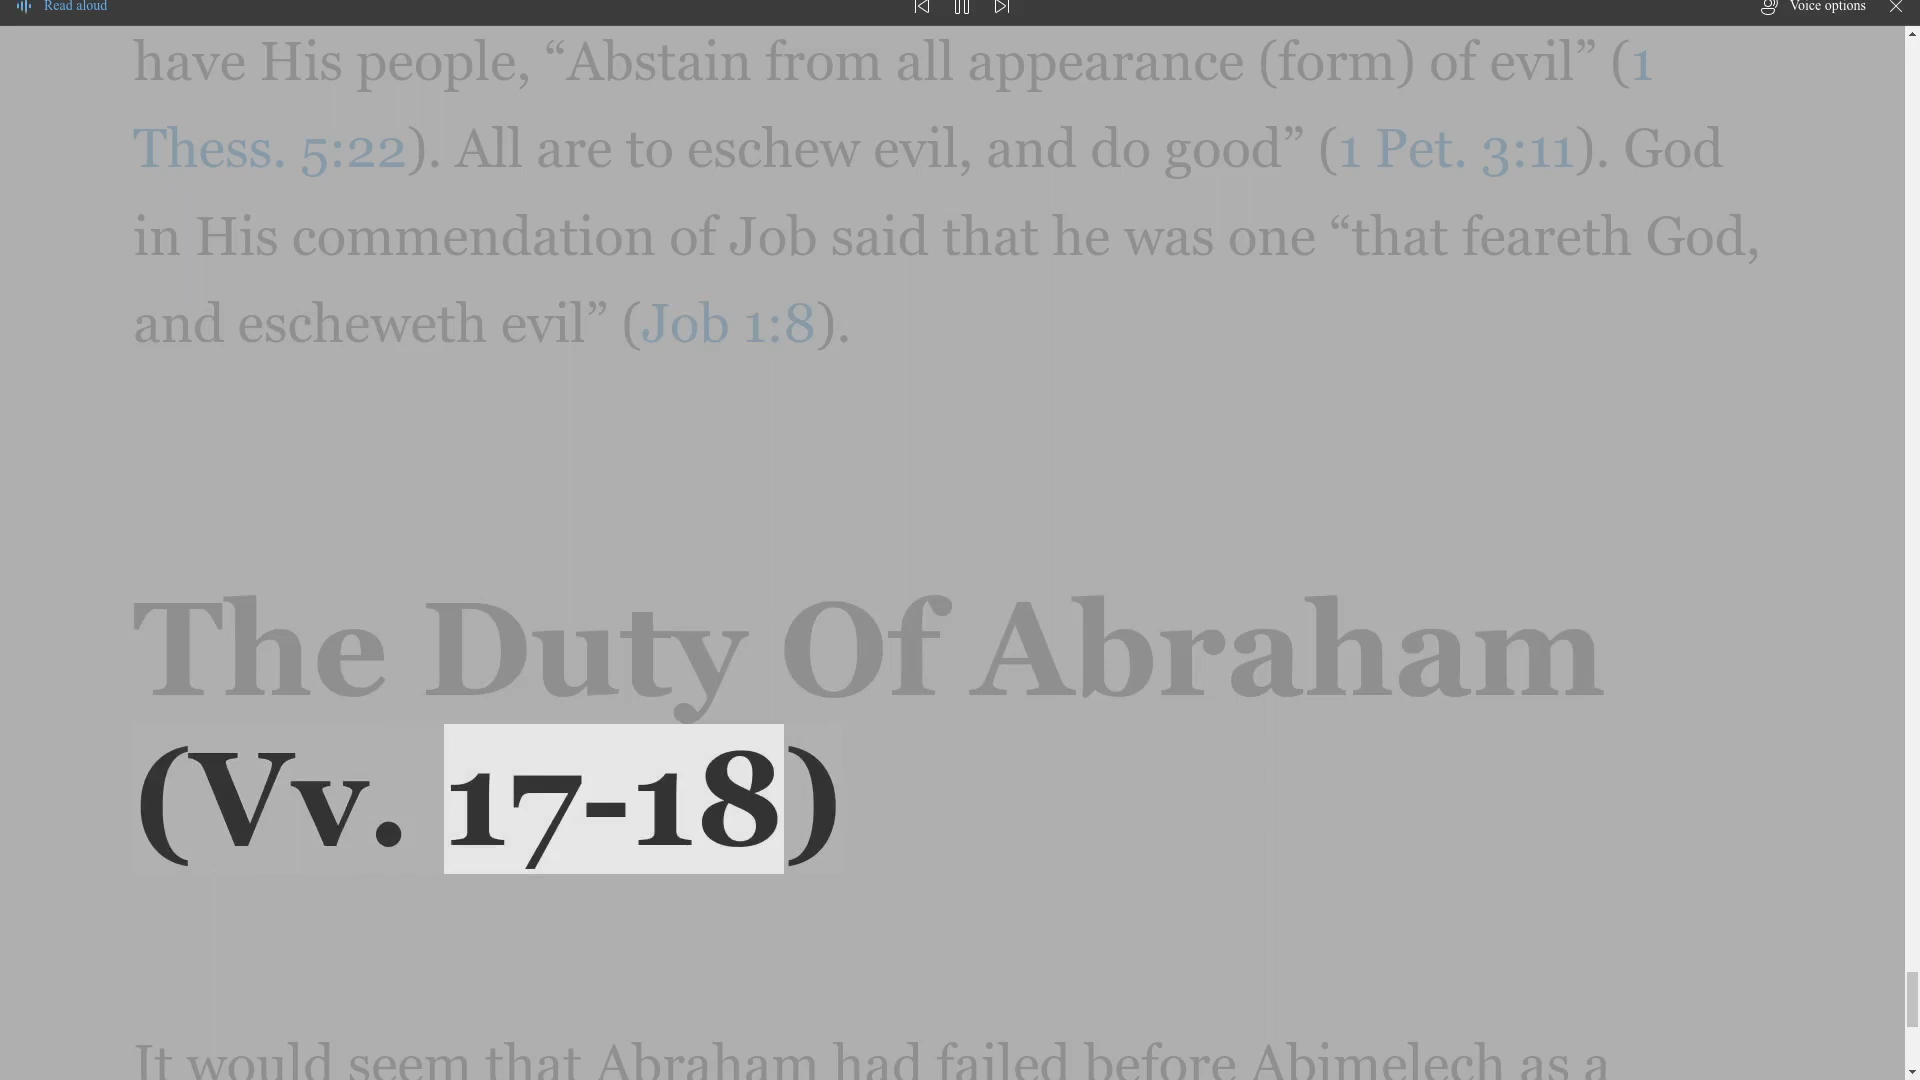 Read aloud
Voice options
have His people, “Abstain from all appearance (form) of evil” (1
Thess. 5:22). All are to eschew evil, and do good” (1 Pet. 3:11). God
in His commendation of Job said that he was one “that feareth God,
and escheweth evil” (Job 1:8).
The Duty Of Abraham
(Vv. 17-18)
It would seem that Abraham had failed before Abimelech as a